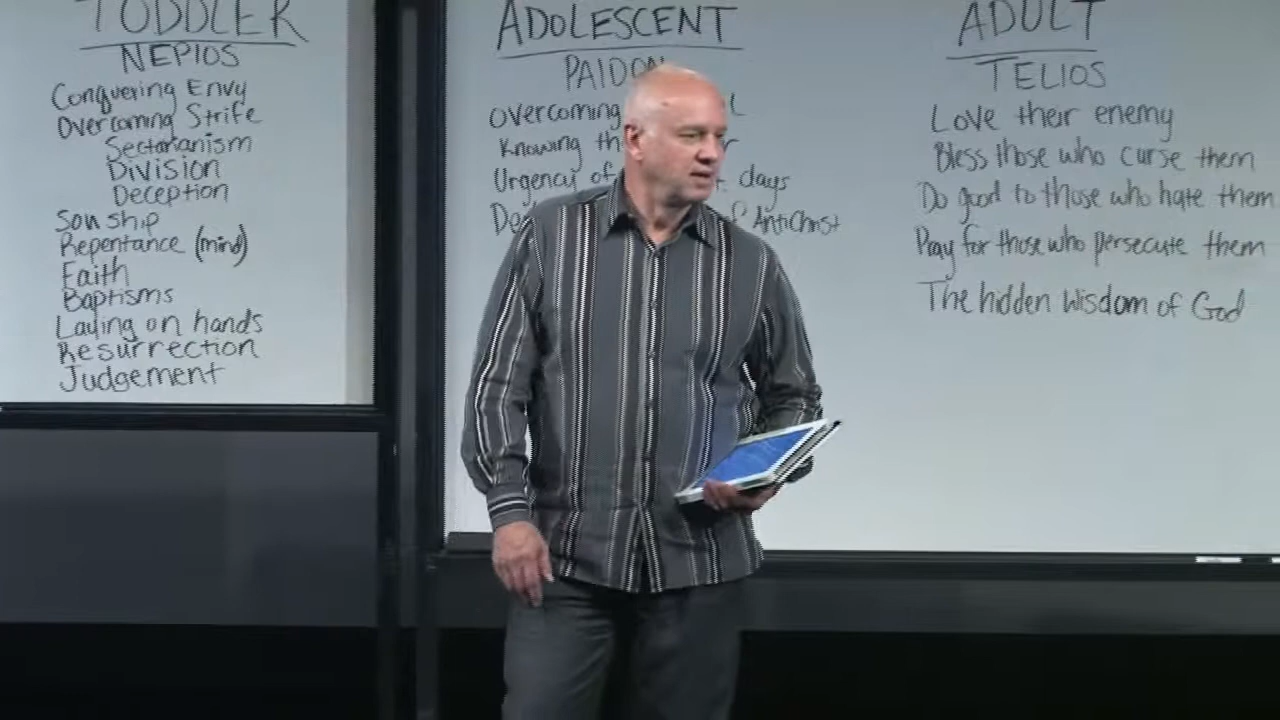 TODDLER
NEPIOS
Conquering Envy
Overcoming Strife
Sectarianism
Division
Deception
Sonship
Repentance (mind)
Faith
Baptisms
Laying on hands
Resurrection
Judgement
ADOLESCENT
PAIDON
Overcoming
Knowing
Urgency of days
AntiChrist
ADULT
TELIOS
Love their enemy
Bless those who curse them
Do good to those who hate them
Pray for those who persecute them
The hidden Wisdom of God